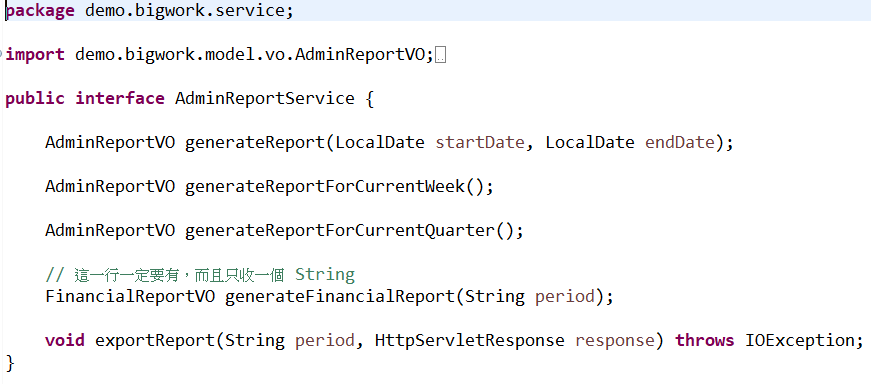 package demo.bigwork.service;
import demo.bigwork.model.vo.AdminReportVO;
public interface AdminReportService {
AdminReportVO generateReport(LocalDate startDate, LocalDate endDate);
AdminReportVO generateReportForCurrentWeek();
AdminReportVO generateReportForCurrentQuarter();
// 這一行一定要有，而且只收一個 String
FinancialReportVO generateFinancialReport(String period);
void exportReport(String period, HttpServletResponse response) throws IOException;
}